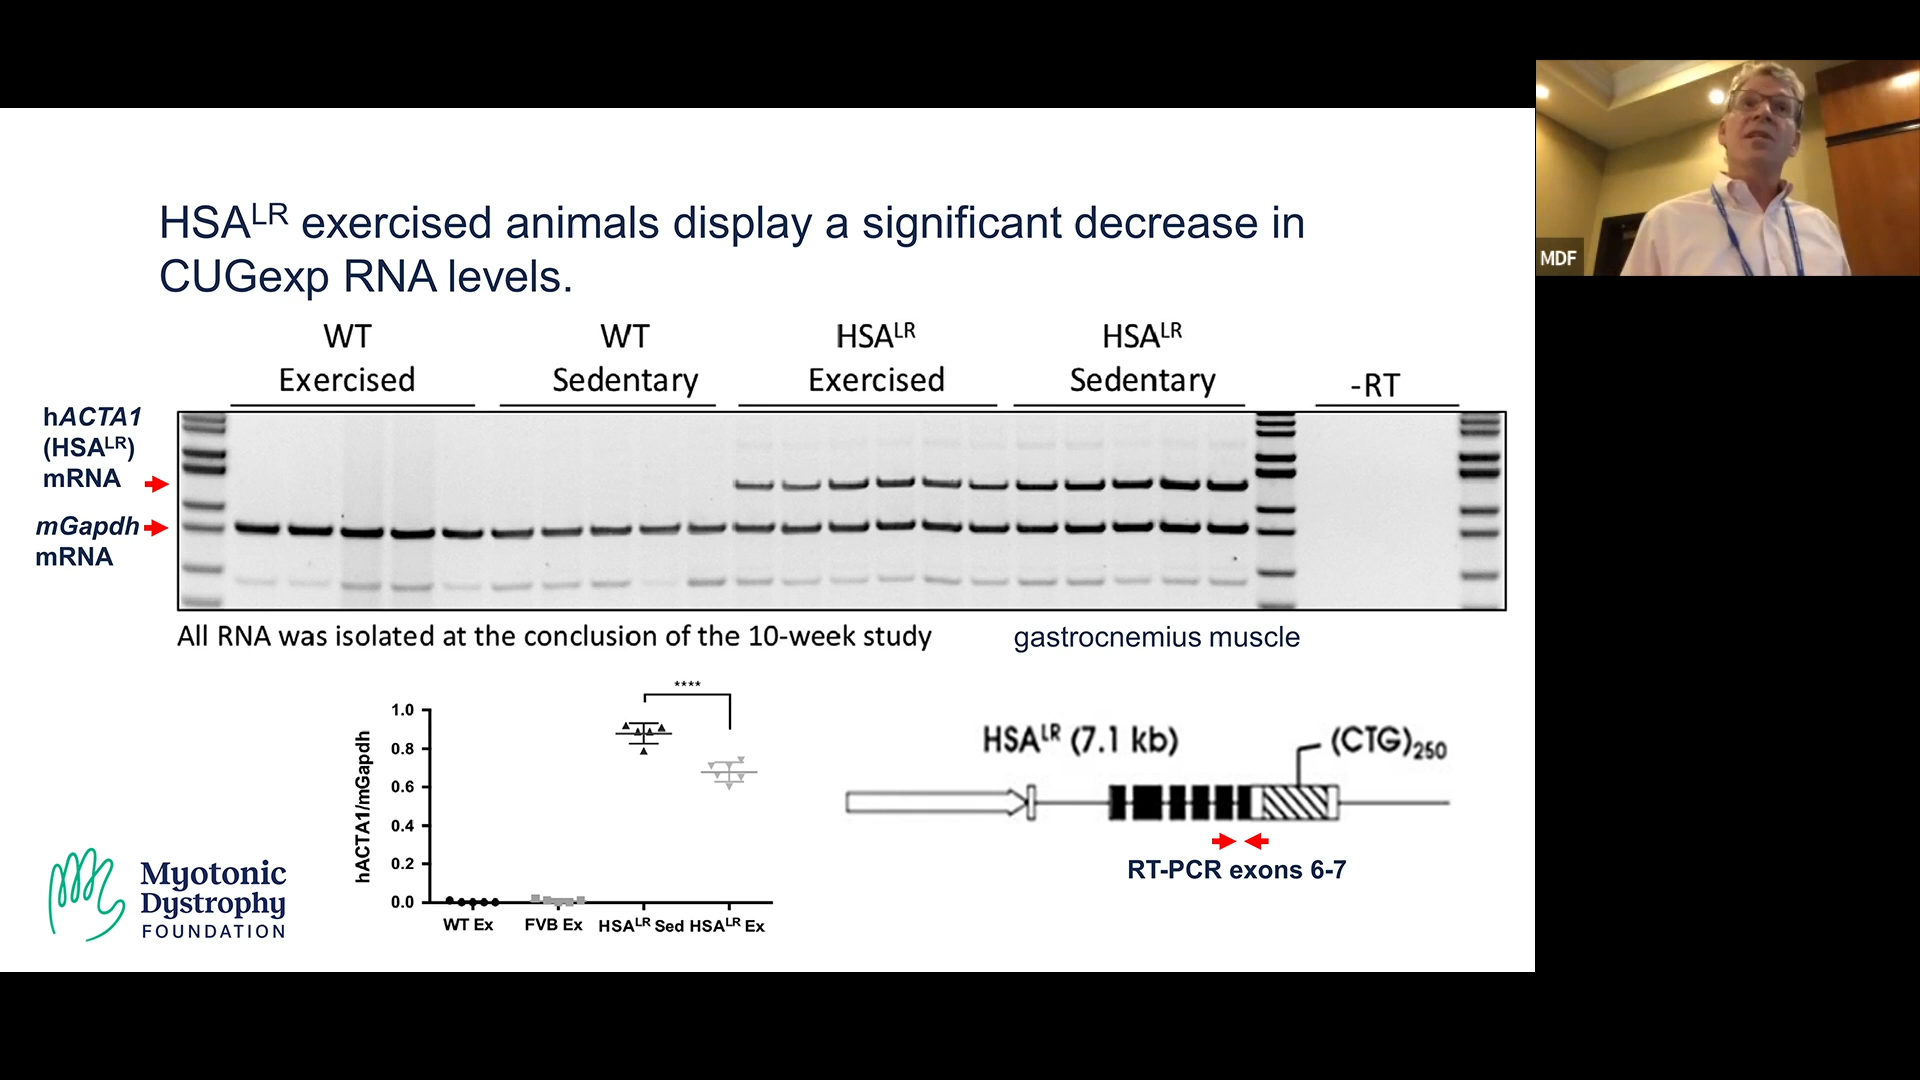 HSALR exercised animals display a significant decrease in
CUGexp RNA levels.
WT
Exercised
WT
Sedentary
HSALR
Exercised
HSALR
Sedentary
-RT
hACTA1
(HSALR)
mRNA
mGapdh
mRNA
All RNA was isolated at the conclusion of the 10-week study
gastrocnemius muscle
****
1.0
0.8
0.6
0.4
0.2
0.0
hACTA1/mGapdh
WT Ex
FVB Ex
HSALR Sed
HSALR Ex
HSALR (7.1 kb)
(CTG)250
RT-PCR exons 6-7
Myotonic
Dystrophy
FOUNDATION
MDF